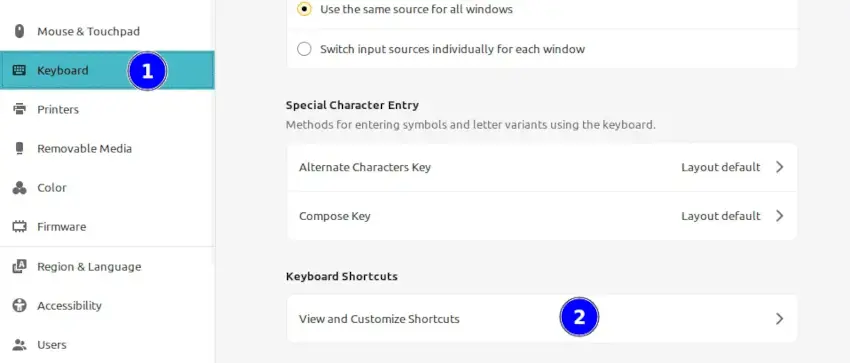 Mouse & Touchpad
Keyboard
1
Printers
Removable Media
Color
Firmware
Region & Language
Accessibility
Users
Use the same source for all windows
Switch input sources individually for each window
Special Character Entry
Methods for entering symbols and letter variants using the keyboard.
Alternate Characters Key Layout default
Compose Key Layout default
Keyboard Shortcuts
View and Customize Shortcuts 2